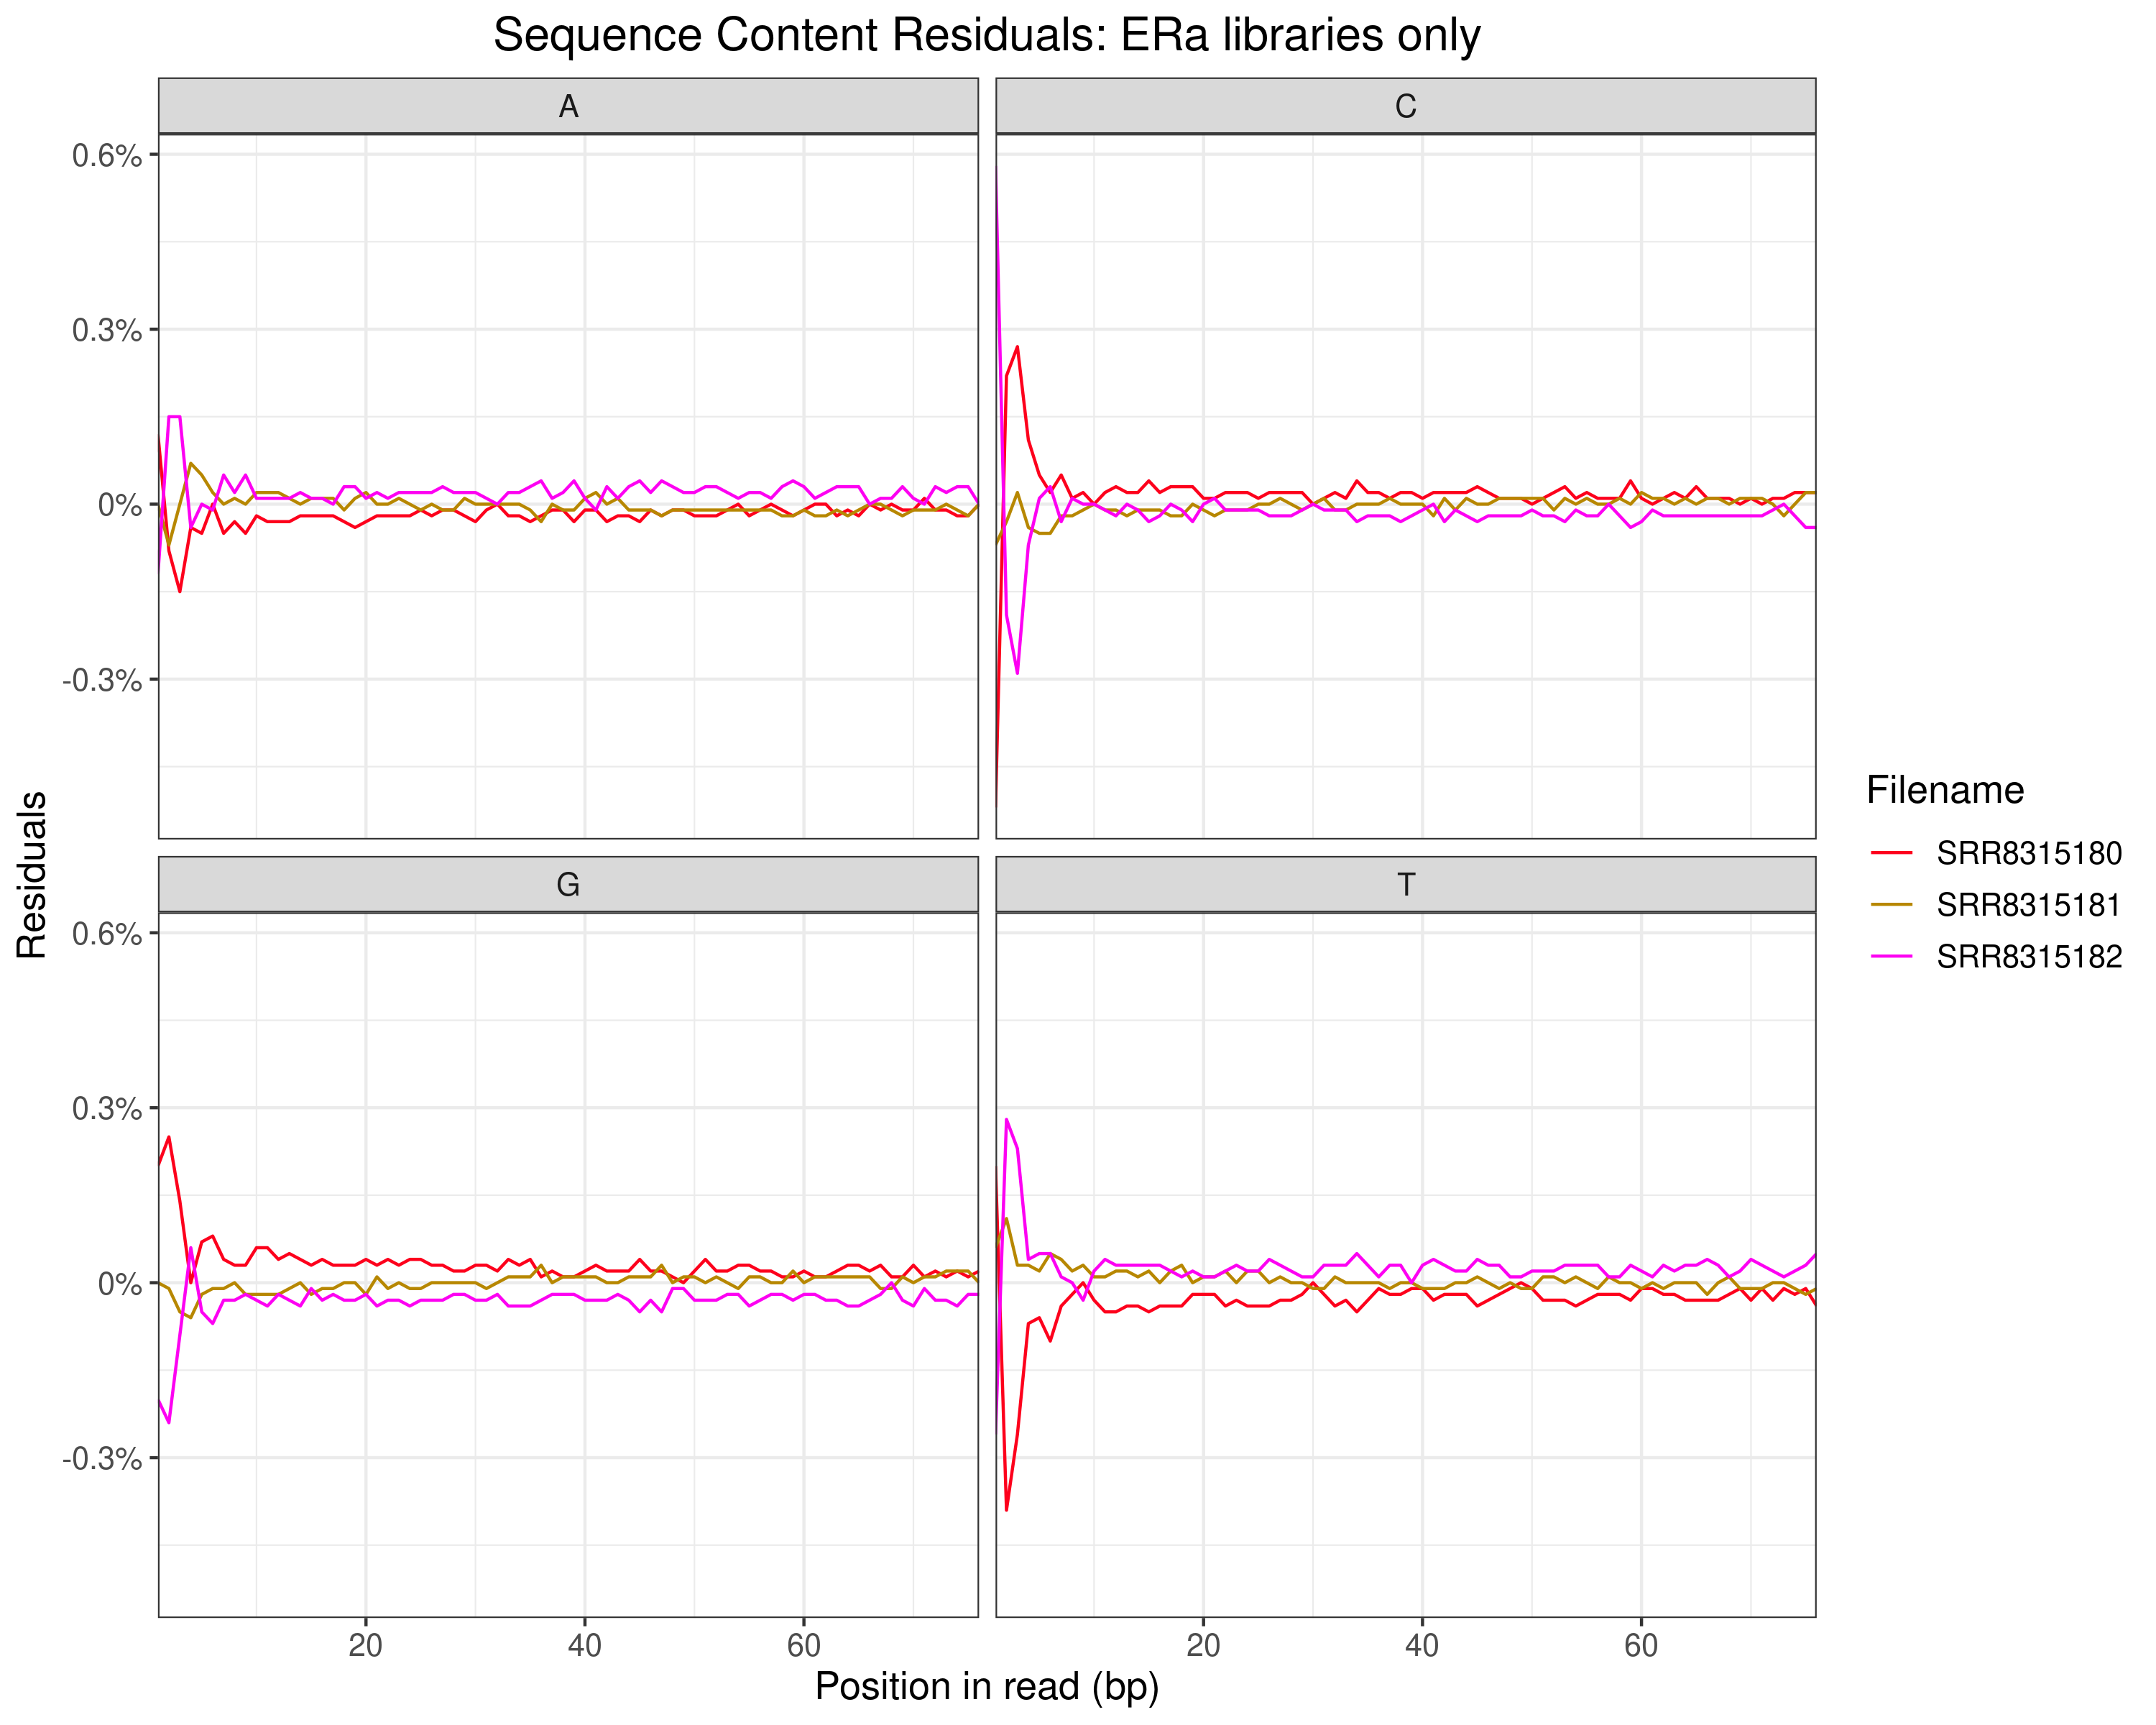 Sequence Content Residuals: ERa libraries only
A
C
0.6%
0.3%
0%
-0.3%
G
T
0.6%
0.3%
0%
-0.3%
20
40
60
20
40
60
Position in read (bp)
Residuals
Filename
SRR8315180
SRR8315181
SRR8315182